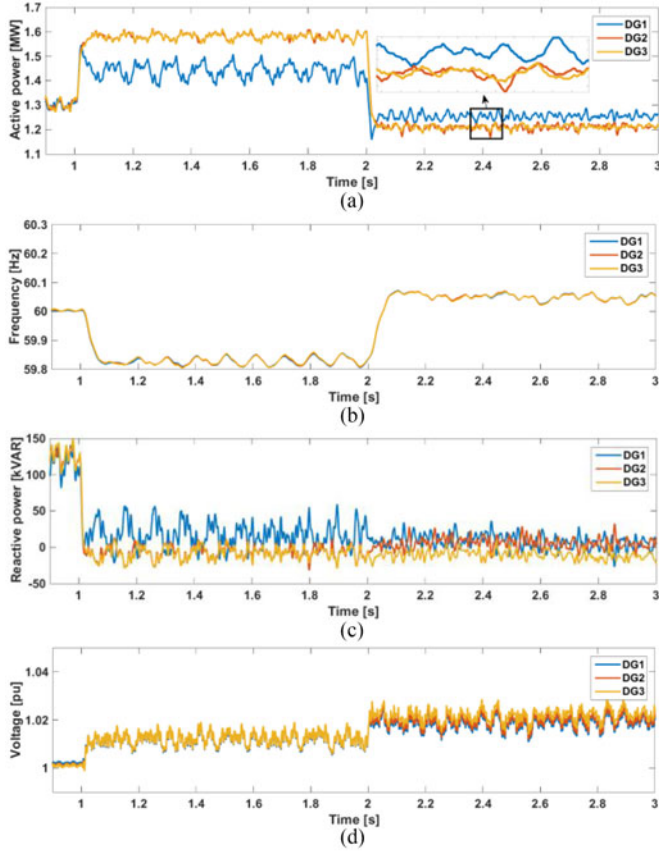 1.7
1.6
1.5
1.4
1.3
1.2
1.1
Active power [MW]
DG1
DG2
DG3
1 1.2 1.4 1.6 1.8 2 2.2 2.4 2.6 2.8 3
Time [s]
(a)
60.3
60.2
60.1
60
59.9
59.8
Frequency [Hz]
DG1
DG2
DG3
1 1.2 1.4 1.6 1.8 2 2.2 2.4 2.6 2.8 3
Time [s]
(b)
150
100
50
0
-50
Reactive power [kVAR]
DG1
DG2
DG3
1 1.2 1.4 1.6 1.8 2 2.2 2.4 2.6 2.8 3
Time [s]
(c)
1.04
1.02
1
Voltage [pu]
DG1
DG2
DG3
1 1.2 1.4 1.6 1.8 2 2.2 2.4 2.6 2.8 3
Time [s]
(d)